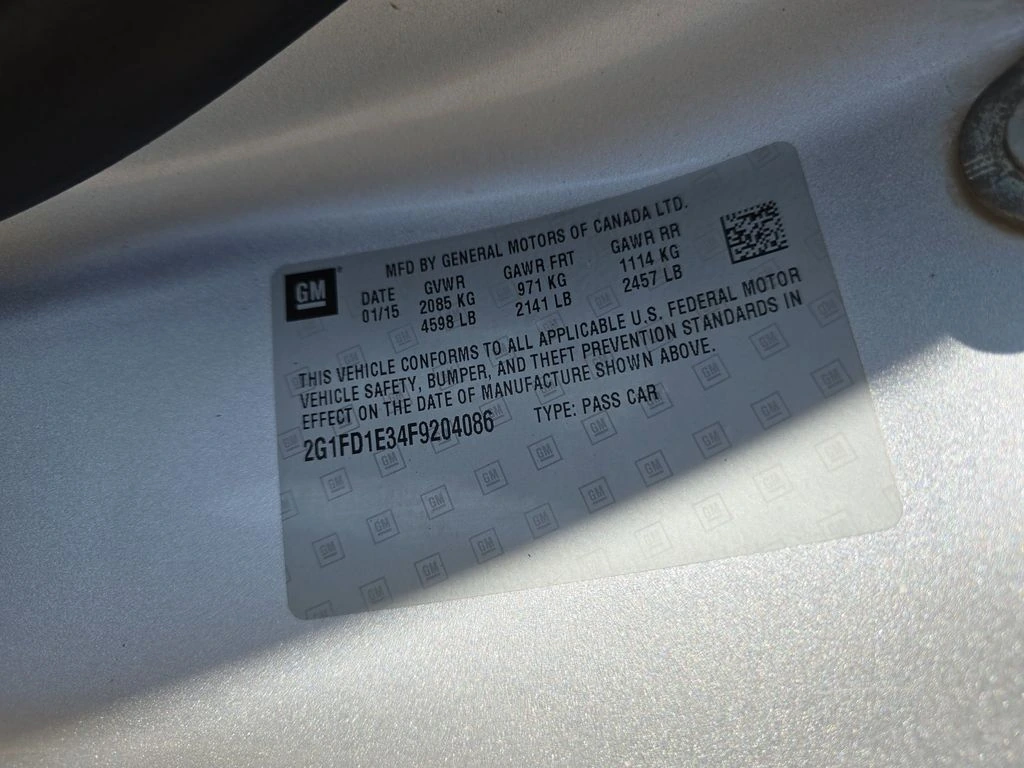 GM
MFD BY GENERAL MOTORS OF CANADA LTD.
DATE GVWR GAWR FRT GAWR RR
01/15 2085 KG 971 KG 1114 KG
4598 LB 2141 LB 2457 LB
THIS VEHICLE CONFORMS TO ALL APPLICABLE U.S. FEDERAL MOTOR
VEHICLE SAFETY, BUMPER, AND THEFT PREVENTION STANDARDS IN
EFFECT ON THE DATE OF MANUFACTURE SHOWN ABOVE.
2G1FD1E34F9204086 TYPE: PASS CAR